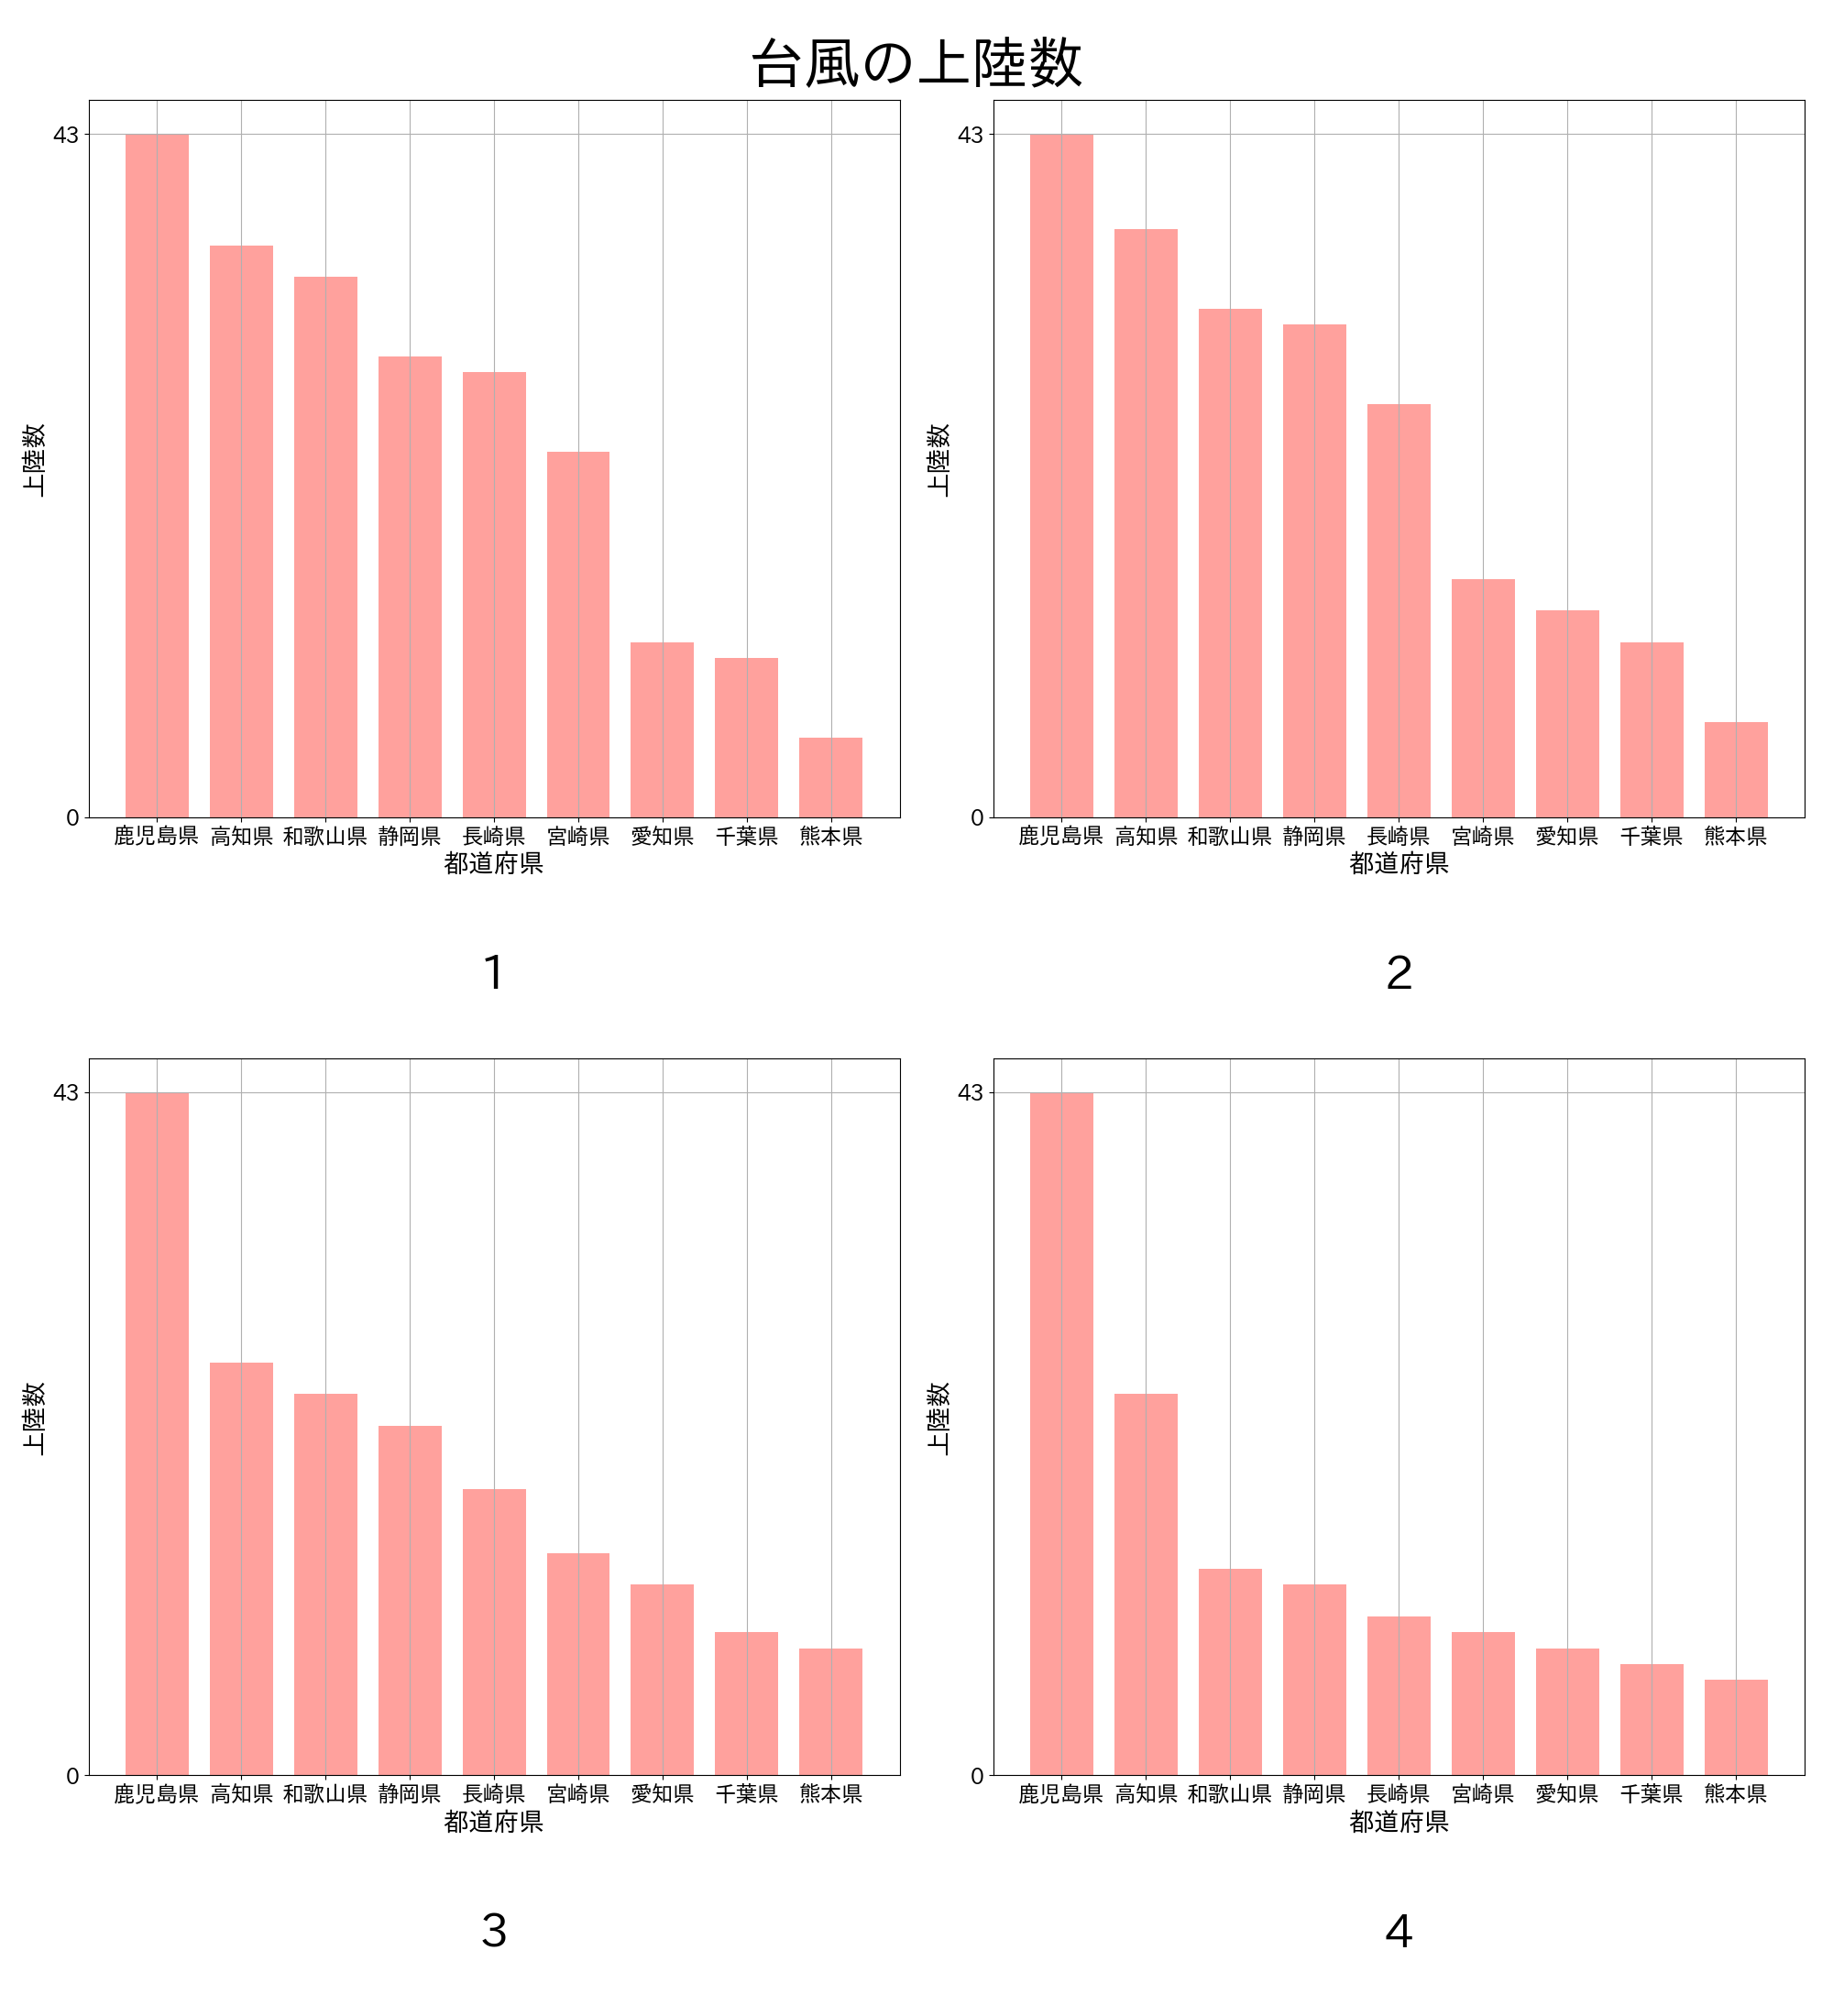 台風の上陸数
43
0
上陸数
鹿児島県 高知県 和歌山県 静岡県 長崎県 宮崎県 愛知県 千葉県 熊本県
都道府県
1
43
0
上陸数
鹿児島県 高知県 和歌山県 静岡県 長崎県 宮崎県 愛知県 千葉県 熊本県
都道府県
2
43
0
上陸数
鹿児島県 高知県 和歌山県 静岡県 長崎県 宮崎県 愛知県 千葉県 熊本県
都道府県
3
43
0
上陸数
鹿児島県 高知県 和歌山県 静岡県 長崎県 宮崎県 愛知県 千葉県 熊本県
都道府県
4